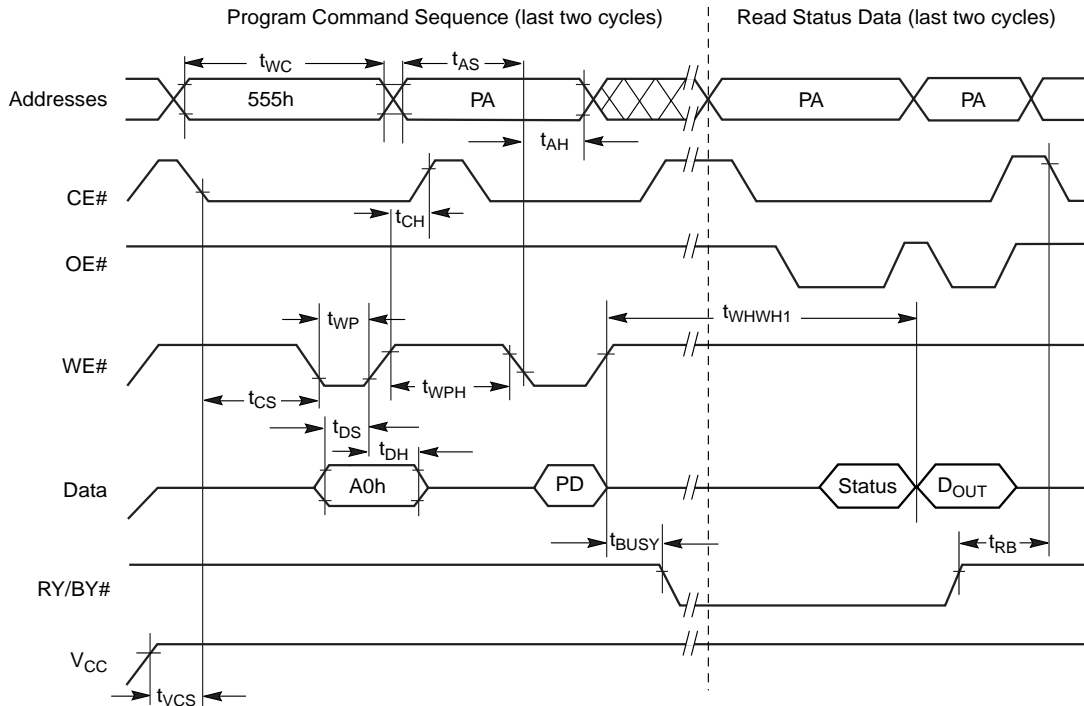 Program Command Sequence (last two cycles) Read Status Data (last two cycles)
tWC tAS
Addresses 555h PA PA PA
tAH
CE#
tCH
OE#
tWP tWHWH1
WE#
tCS tWPH
tDS
tDH
Data A0h PD Status DOUT
tBUSY tRB
RY/BY#
VCC
tVCS